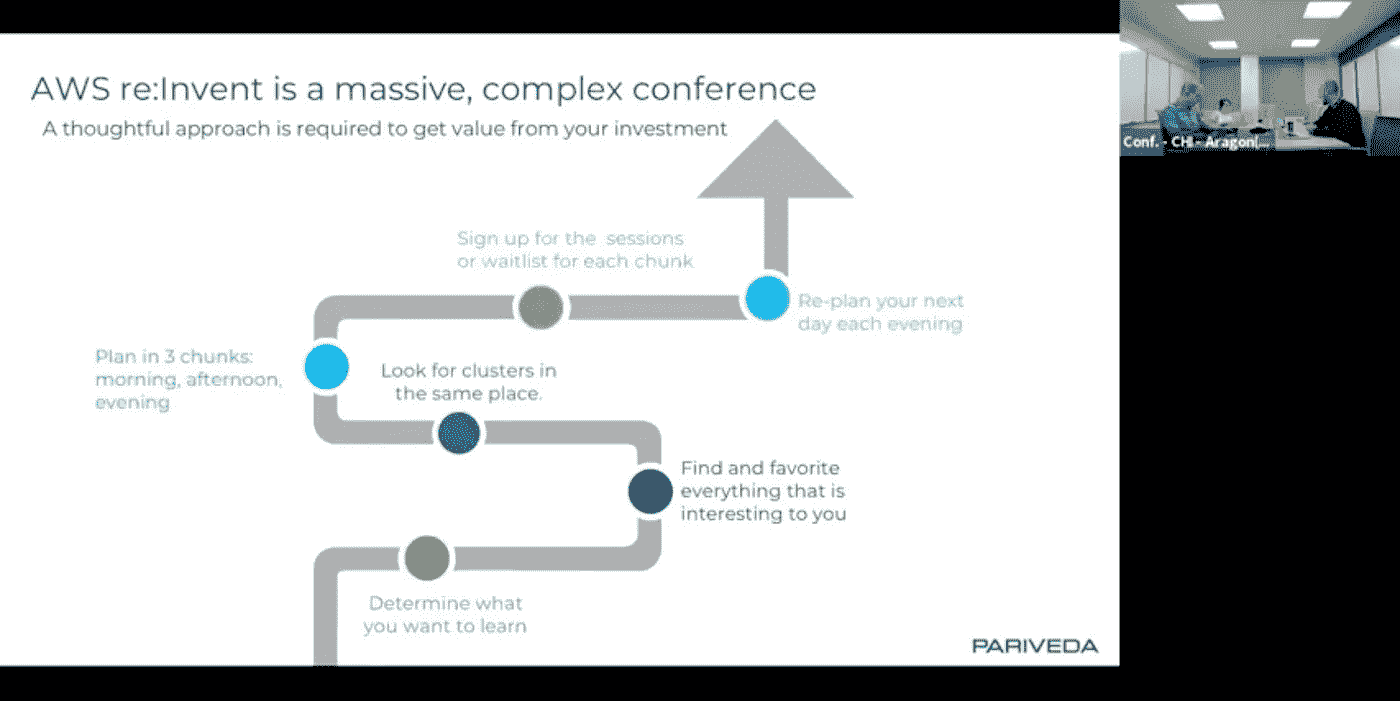 AWS re:Invent is a massive, complex conference
A thoughtful approach is required to get value from your investment
Sign up for the sessions
or waitlist for each chunk
Re-plan your next
day each evening
Plan in 3 chunks:
morning, afternoon,
evening
Look for clusters in
the same place.
Find and favorite
everything that is
interesting to you
Determine what
you want to learn
PARIVEDA
Conf. - CHI - Aragon(...